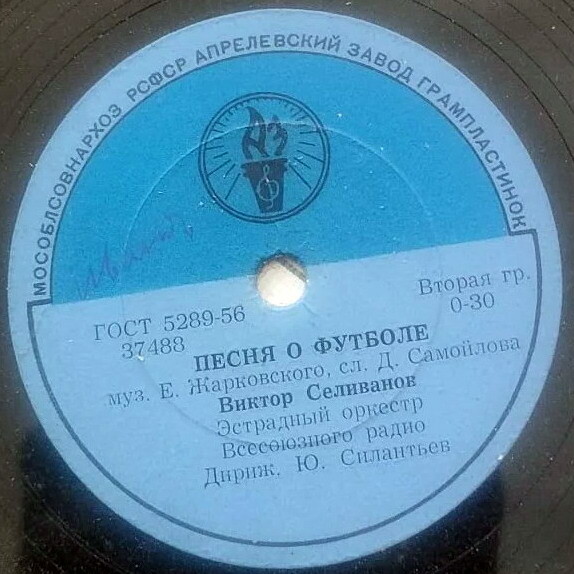 МОСОБЛСОВНАРХОЗ РСФСР АПРЕЛЕВСКИЙ ЗАВОД ГРАМПЛАСТИНОК
АЗ
ГОСТ 5289-56
37488
Вторая гр.
0-30
ПЕСНЯ О ФУТБОЛЕ
муз. Е. Жарковского, сл. Д. Самойлова
Виктор Селиванов
Эстрадный оркестр
Всесоюзного радио
Дириж. Ю. Силантьев